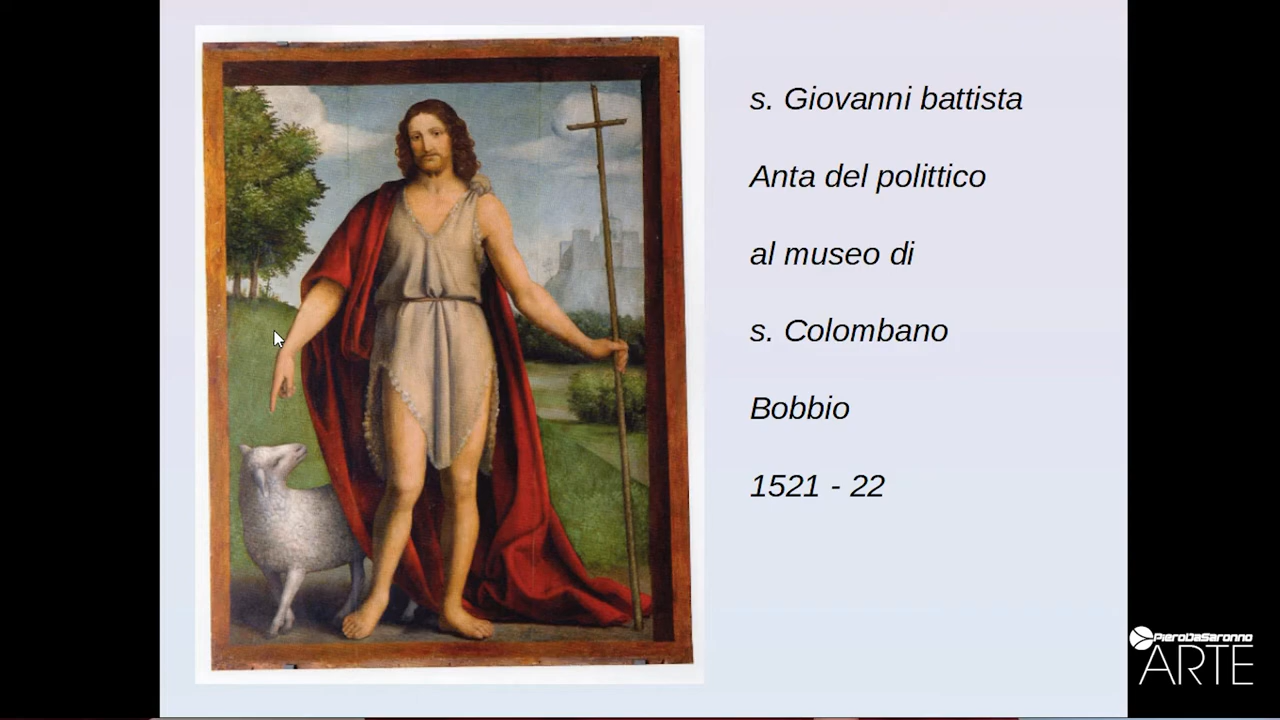 s. Giovanni battista
Anta del polittico
al museo di
s. Colombano
Bobbio
1521 - 22
PieroDaSaronno
ARTE